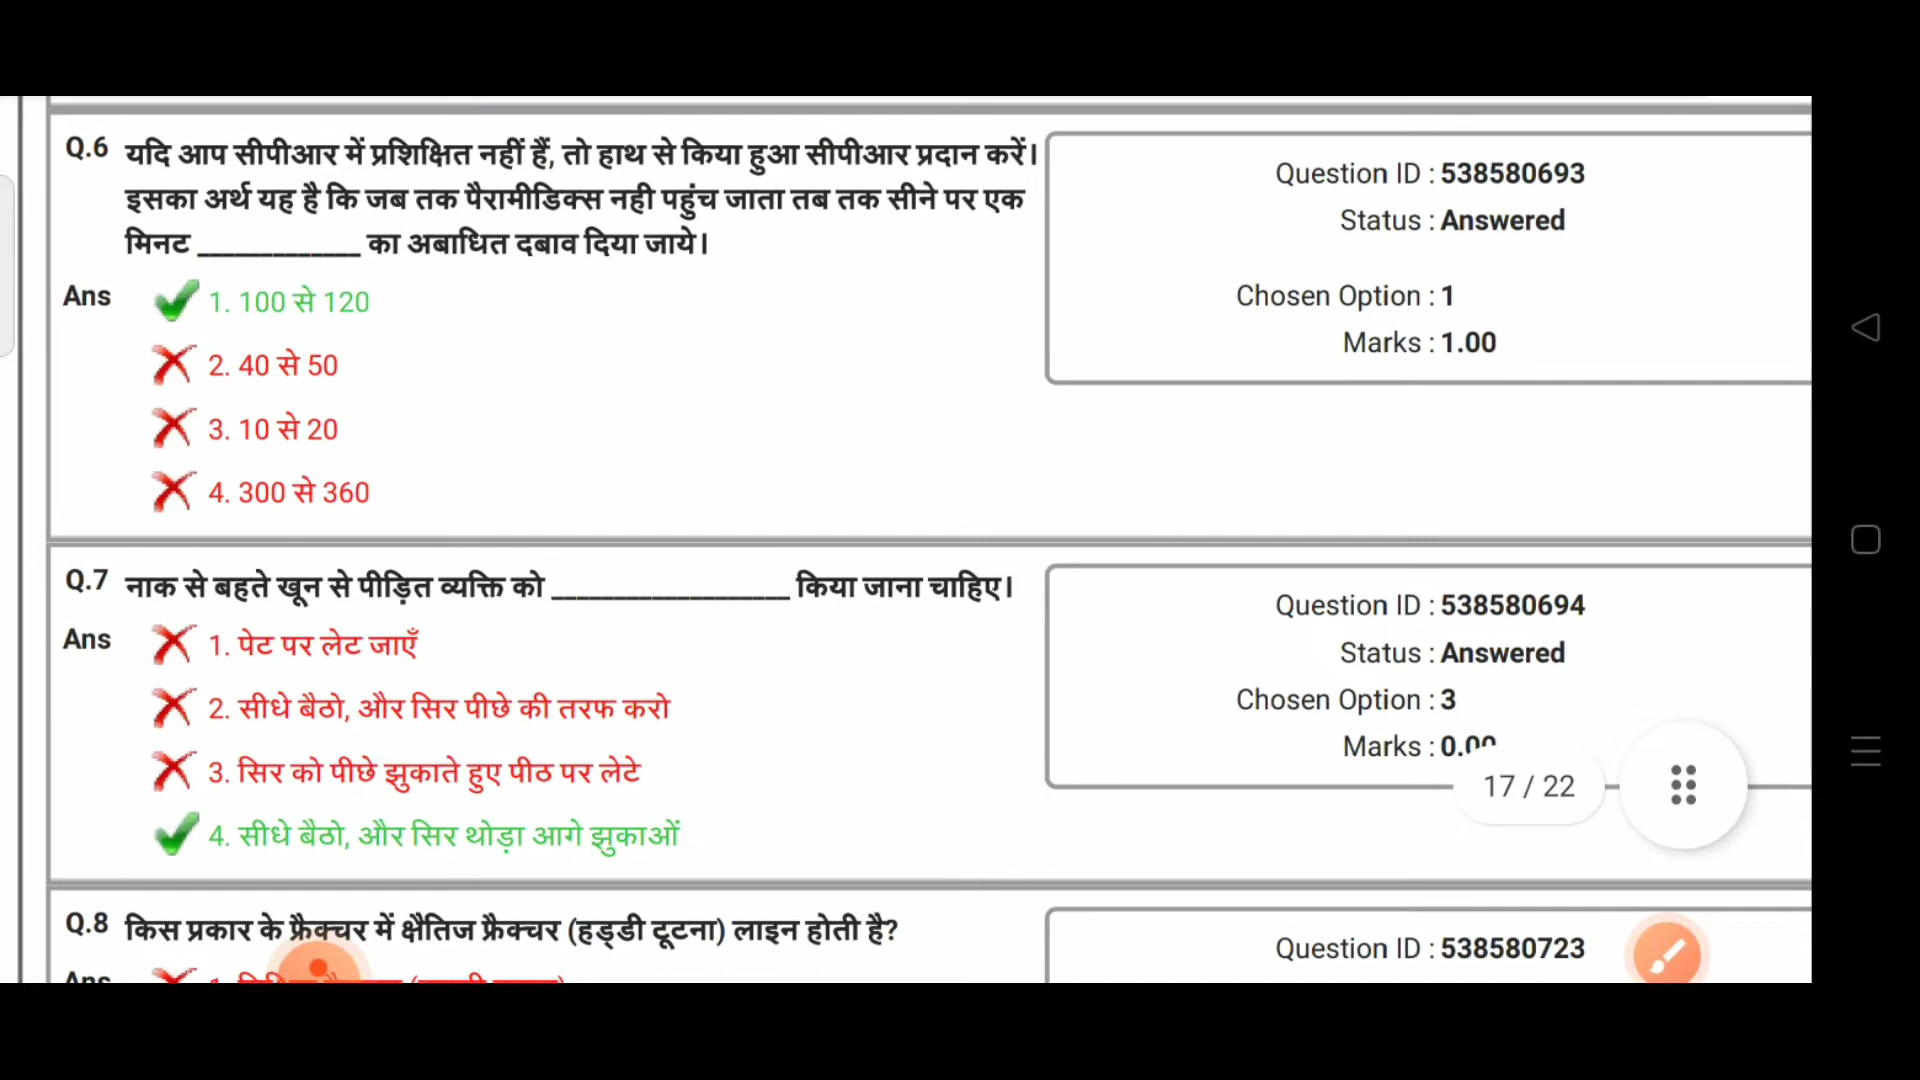 Q.6 यदि आप सीपीआर में प्रशिक्षित नहीं हैं, तो हाथ से किया हुआ सीपीआर प्रदान करें।
इसका अर्थ यह है कि जब तक पैरामीडिक्स नही पहुंच जाता तब तक सीने पर एक
मिनट ____________ का अबाधित दबाव दिया जाये।
Ans 1. 100 से 120
2. 40 से 50
3. 10 से 20
4. 300 से 360
Question ID : 538580693
Status : Answered
Chosen Option : 1
Marks : 1.00
Q.7 नाक से बहते खून से पीड़ित व्यक्ति को __________________ किया जाना चाहिए।
Ans 1. पेट पर लेट जाएँ
2. सीधे बैठो, और सिर पीछे की तरफ करो
3. सिर को पीछे झुकाते हुए पीठ पर लेटे
4. सीधे बैठो, और सिर थोड़ा आगे झुकाओं
Question ID : 538580694
Status : Answered
Chosen Option : 3
Marks : 0.00
17 / 22
Q.8 किस प्रकार के फ्रैक्चर में क्षैतिज फ्रैक्चर (हड्डी टूटना) लाइन होती है?
Ans
Question ID : 538580723